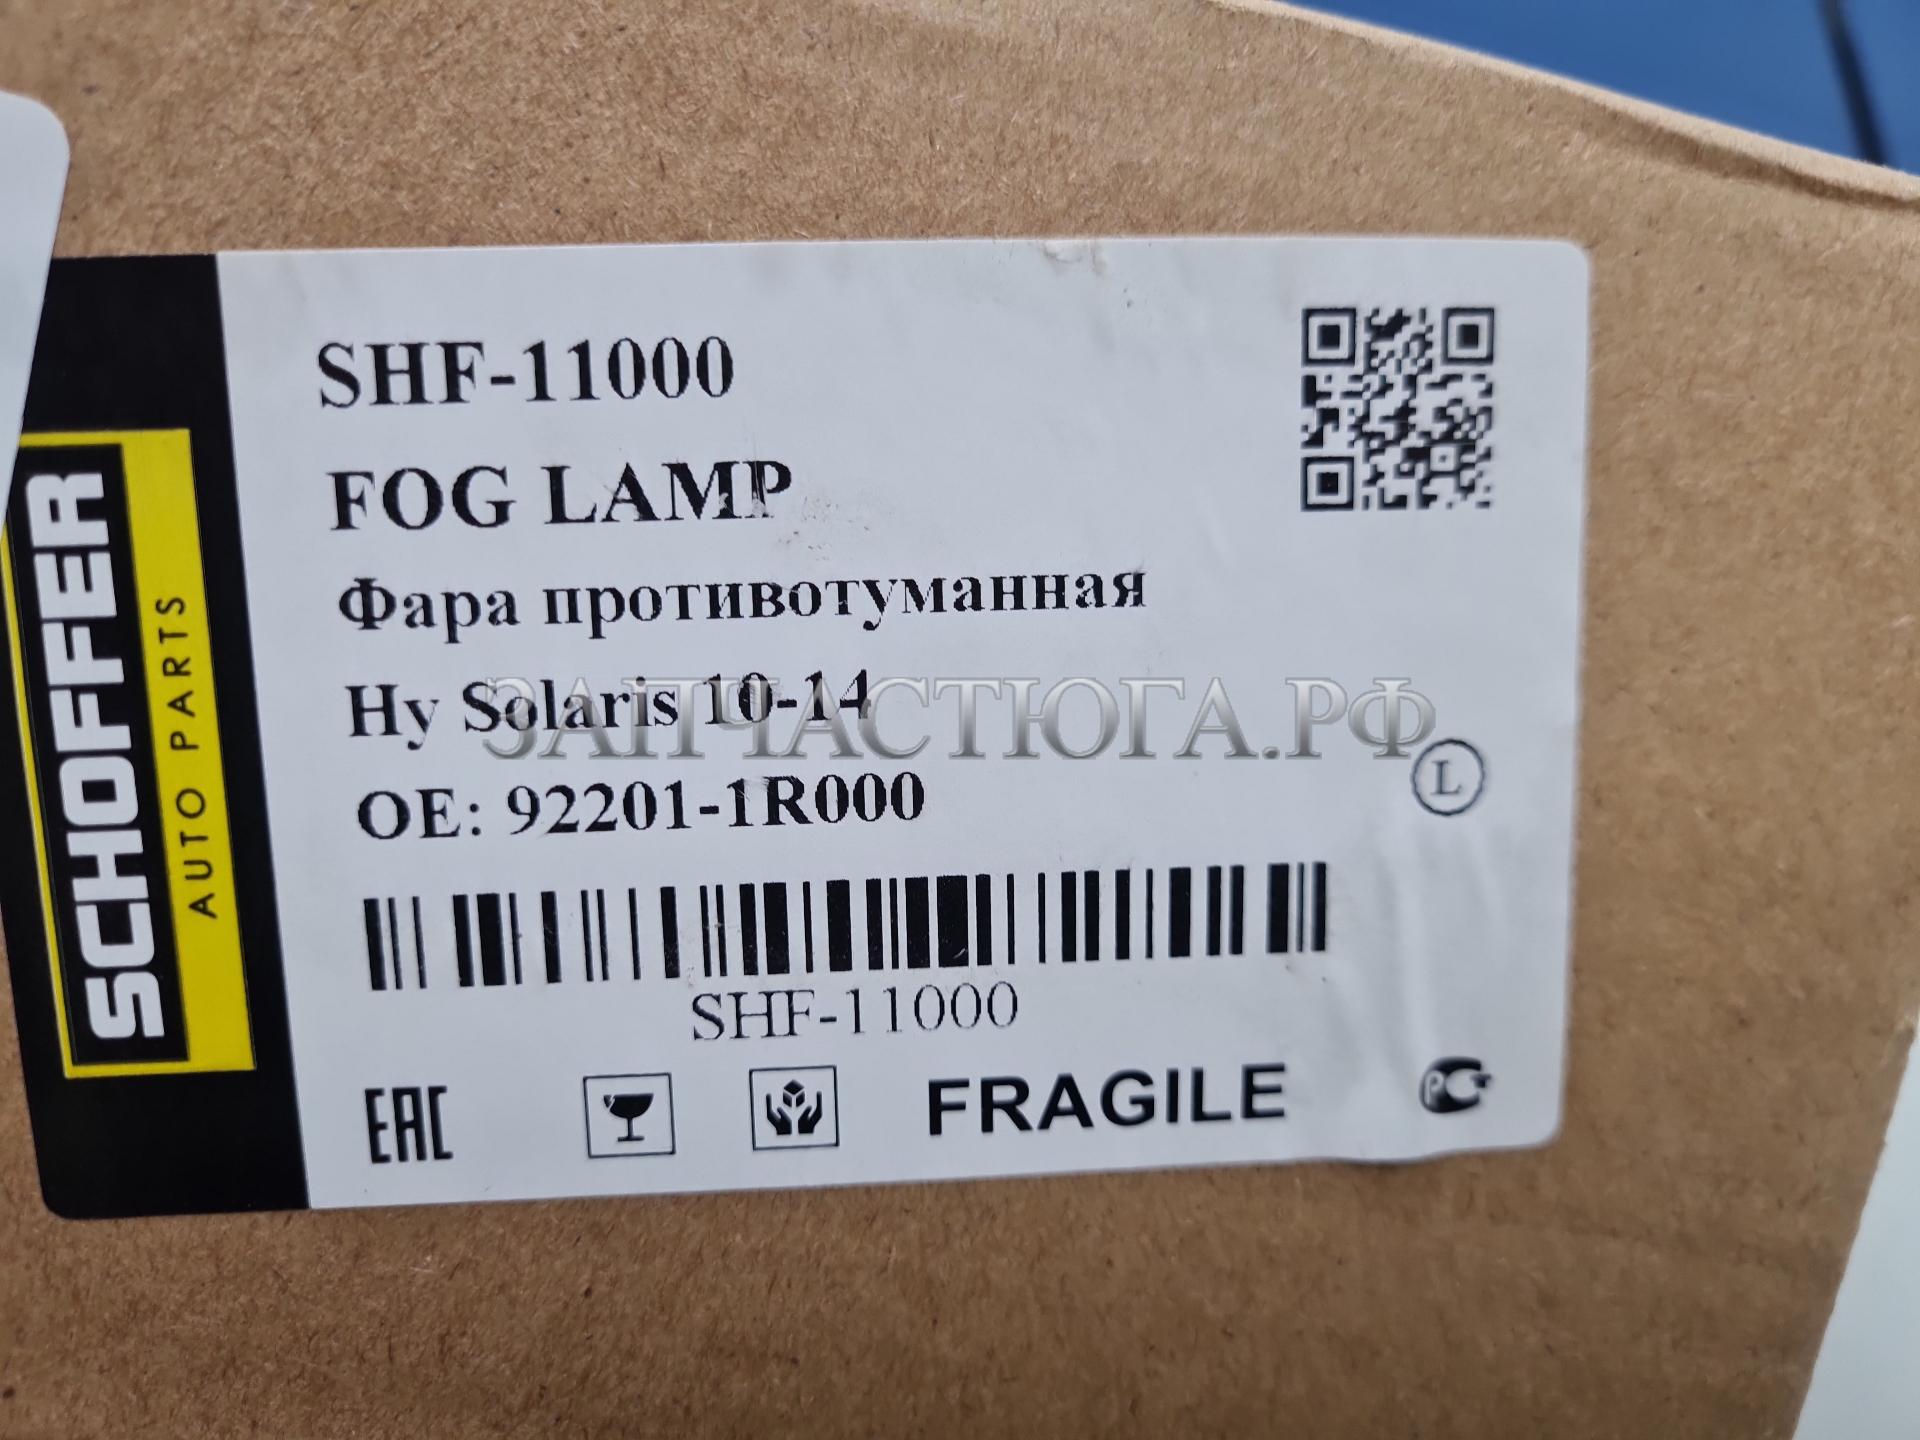 SCHOFFER
AUTO PARTS
SHF-11000
FOG LAMP
Фара противотуманная
Hy Solaris 10-14
ЗАПЧАСТЮГА.РФ
OE: 92201-1R000
L
SHF-11000
EAC
FRAGILE
РСТ